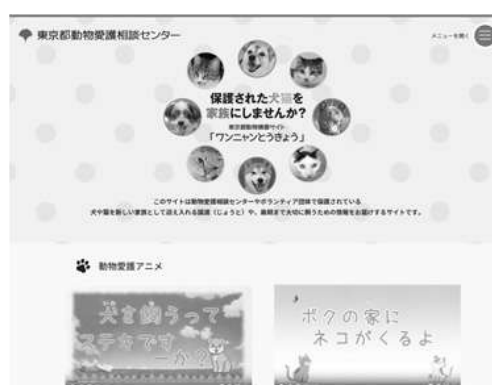 東京都動物愛護相談センター
メニューを開く
保護された犬猫を
家族にしませんか?
東京都動物情報サイト
「ワンニャンとうきょう」
このサイトは動物愛護相談センターやボランティア団体で保護されている
犬や猫を新しい家族として迎え入れる譲渡(じょうと)や、最期まで大切に飼うための情報をお届けするサイトです。
動物愛護アニメ
犬を飼うって
ステキです
ーか?
ボクの家に
ネコがくるよ